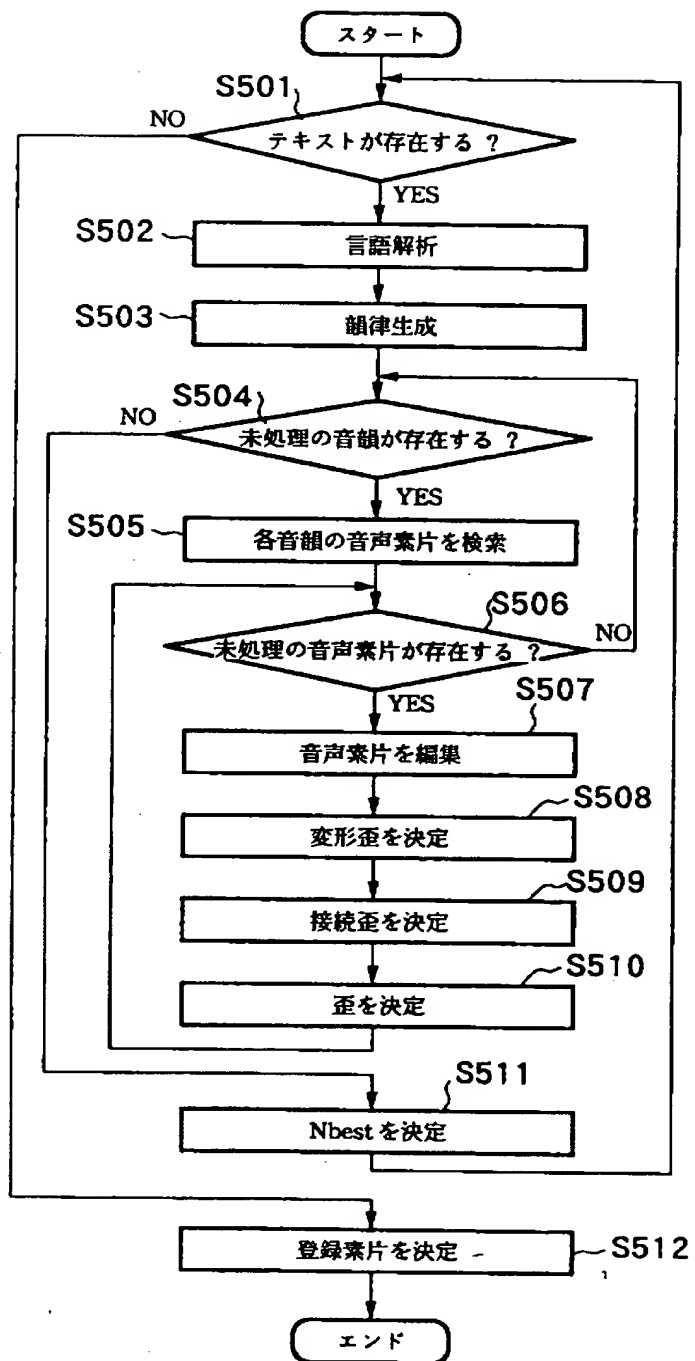 スタート
S501
NO
テキストが存在する ?
YES
S502
言語解析
S503
韻律生成
S504
NO
未処理の音韻が存在する ?
YES
S505
各音韻の音声素片を検索
S506
未処理の音声素片が存在する ?
NO
YES
S507
音声素片を編集
S508
変形歪を決定
S509
接続歪を決定
S510
歪を決定
S511
Nbestを決定
登録素片を決定
S512
エンド